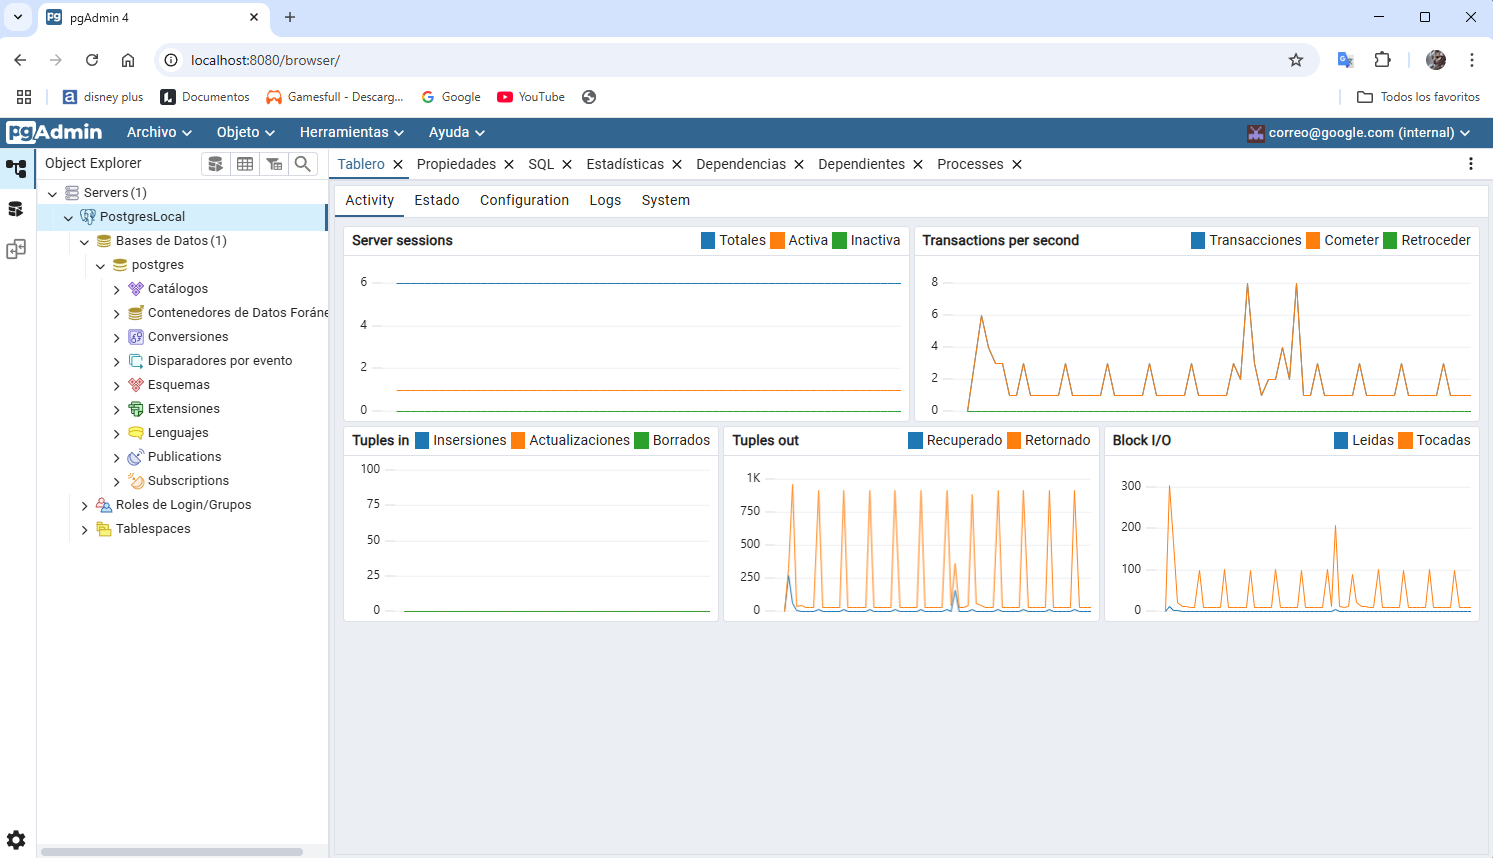 pgAdmin 4
localhost:8080/browser/
disney plus
Documentos
Gamesfull - Descarg...
Google
YouTube
Todos los favoritos
pgAdmin
Archivo
Objeto
Herramientas
Ayuda
correo@google.com (internal)
Object Explorer
Tablero
Propiedades
SQL
Estadísticas
Dependencias
Dependientes
Processes
Servers (1)
PostgresLocal
Bases de Datos (1)
postgres
Catálogos
Contenedores de Datos Foráne
Conversiones
Disparadores por evento
Esquemas
Extensiones
Lenguajes
Publications
Subscriptions
Roles de Login/Grupos
Tablespaces
Activity
Estado
Configuration
Logs
System
Server sessions
Totales
Activa
Inactiva
6
4
2
0
Transactions per second
Transacciones
Cometer
Retroceder
8
6
4
2
0
Tuples in
Insersiones
Actualizaciones
Borrados
100
75
50
25
0
Tuples out
Recuperado
Retornado
1K
750
500
250
0
Block I/O
Leidas
Tocadas
300
200
100
0